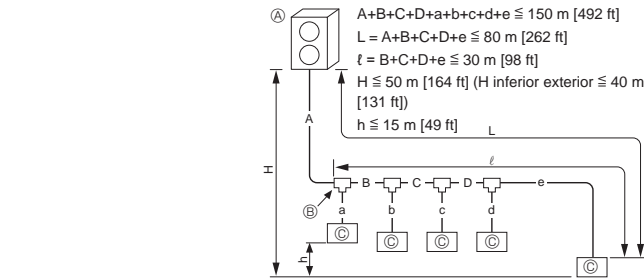 Ⓐ
A+B+C+D+a+b+c+d+e ≦ 150 m [492 ft]
L = A+B+C+D+e ≦ 80 m [262 ft]
ℓ = B+C+D+e ≦ 30 m [98 ft]
H ≦ 50 m [164 ft] (H inferior exterior ≦ 40 m
[131 ft])
h ≦ 15 m [49 ft]
A
L
H
ℓ
B C D e
Ⓑ a b c d
Ⓒ Ⓒ Ⓒ Ⓒ
h
Ⓒ